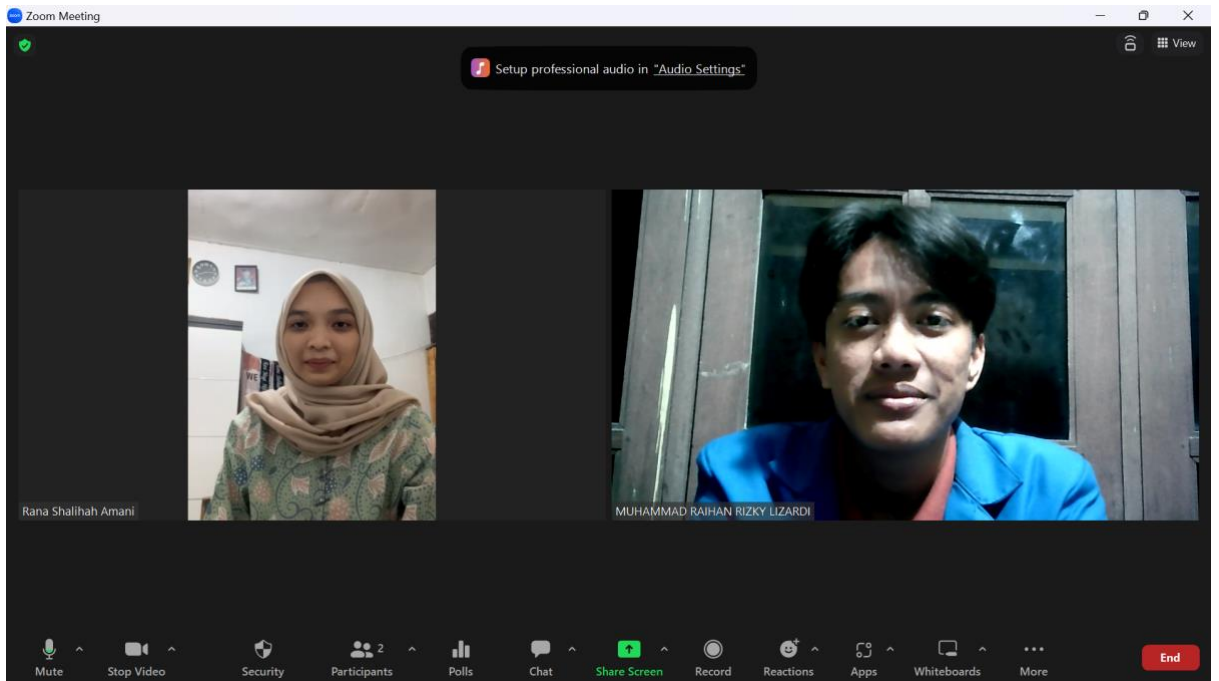 Zoom Meeting
View
Setup professional audio in "Audio Settings"
WE
Rana Shalihah Amani
MUHAMMAD RAIHAN RIZKY LIZARDI
2
Mute
Stop Video
Security
Participants
Polls
Chat
Share Screen
Record
Reactions
Apps
Whiteboards
More
End